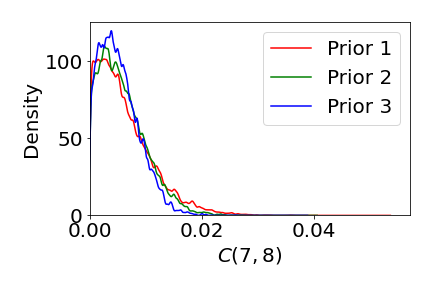 Prior 1
Prior 2
Prior 3
Density
100
50
0
0.00 0.02 0.04
C(7, 8)